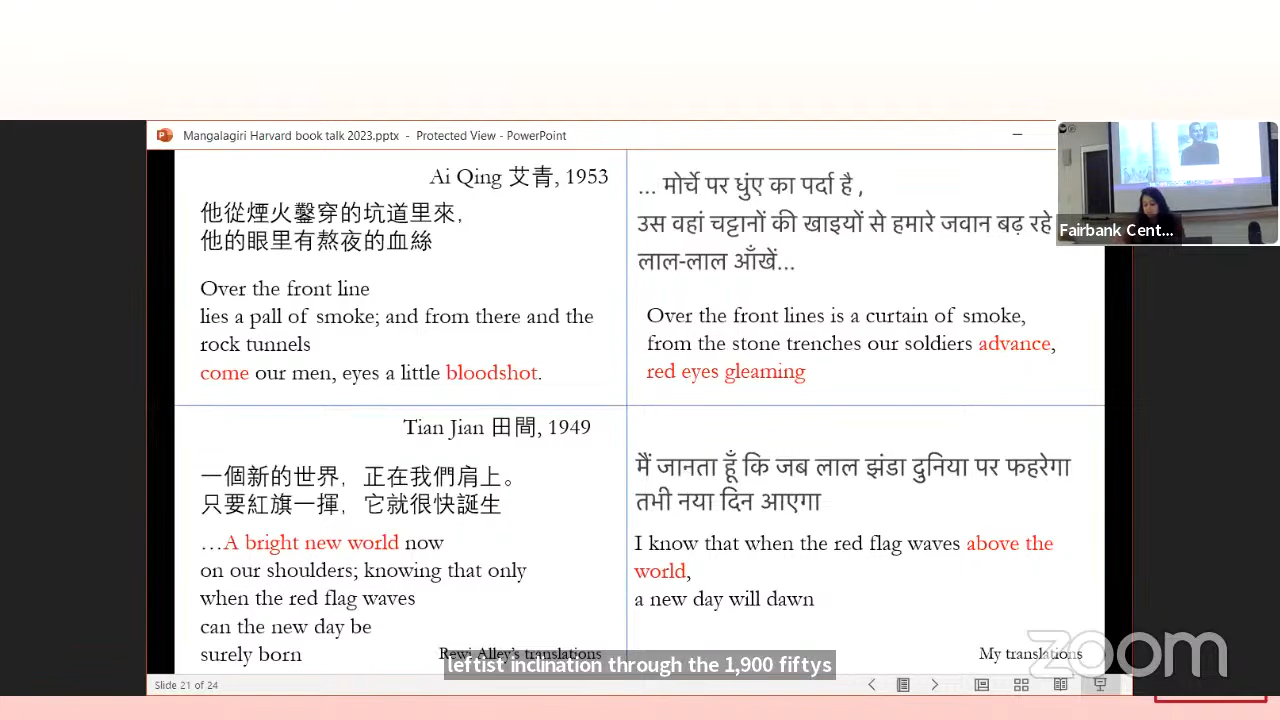 Mangalagiri Harvard book talk 2023.pptx - Protected View - PowerPoint
Ai Qing 艾青, 1953
他從煙火鑿穿的坑道里來,
他的眼里有熬夜的血絲
Over the front line
lies a pall of smoke; and from there and the
rock tunnels
come our men, eyes a little bloodshot.
... मोर्चे पर धुंए का पर्दा है ,
उस वहां चट्टानों की खाइयों से हमारे जवान बढ़ रहे
लाल-लाल आँखें...
Over the front lines is a curtain of smoke,
from the stone trenches our soldiers advance,
red eyes gleaming
Fairbank Cent...
Tian Jian 田間, 1949
一個新的世界, 正在我們肩上。
只要紅旗一揮, 它就很快誕生
…A bright new world now
on our shoulders; knowing that only
when the red flag waves
can the new day be
surely born
Rewi Alley's translations
मैं जानता हूँ कि जब लाल झंडा दुनिया पर फहरेगा
तभी नया दिन आएगा
I know that when the red flag waves above the
world,
a new day will dawn
My translations
leftist inclination through the 1,900 fiftys
zoom
Slide 21 of 24